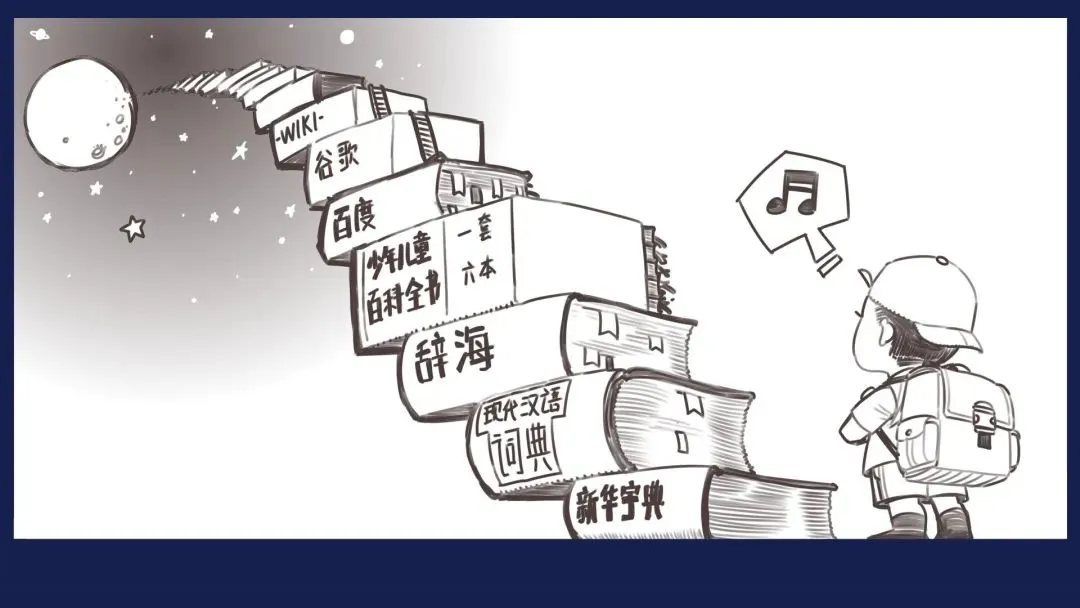 -WIKI-
谷歌
百度
少年儿童
百科全书
一套
六本
辞海
现代汉语
词典
新华字典